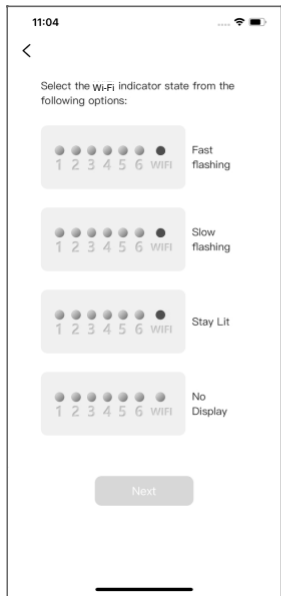 11:04
Select the Wi-Fi indicator state from the
following options:
1 2 3 4 5 6 WIFI
Fast
flashing
1 2 3 4 5 6 WIFI
Slow
flashing
1 2 3 4 5 6 WIFI
Stay Lit
1 2 3 4 5 6 WIFI
No
Display
Next